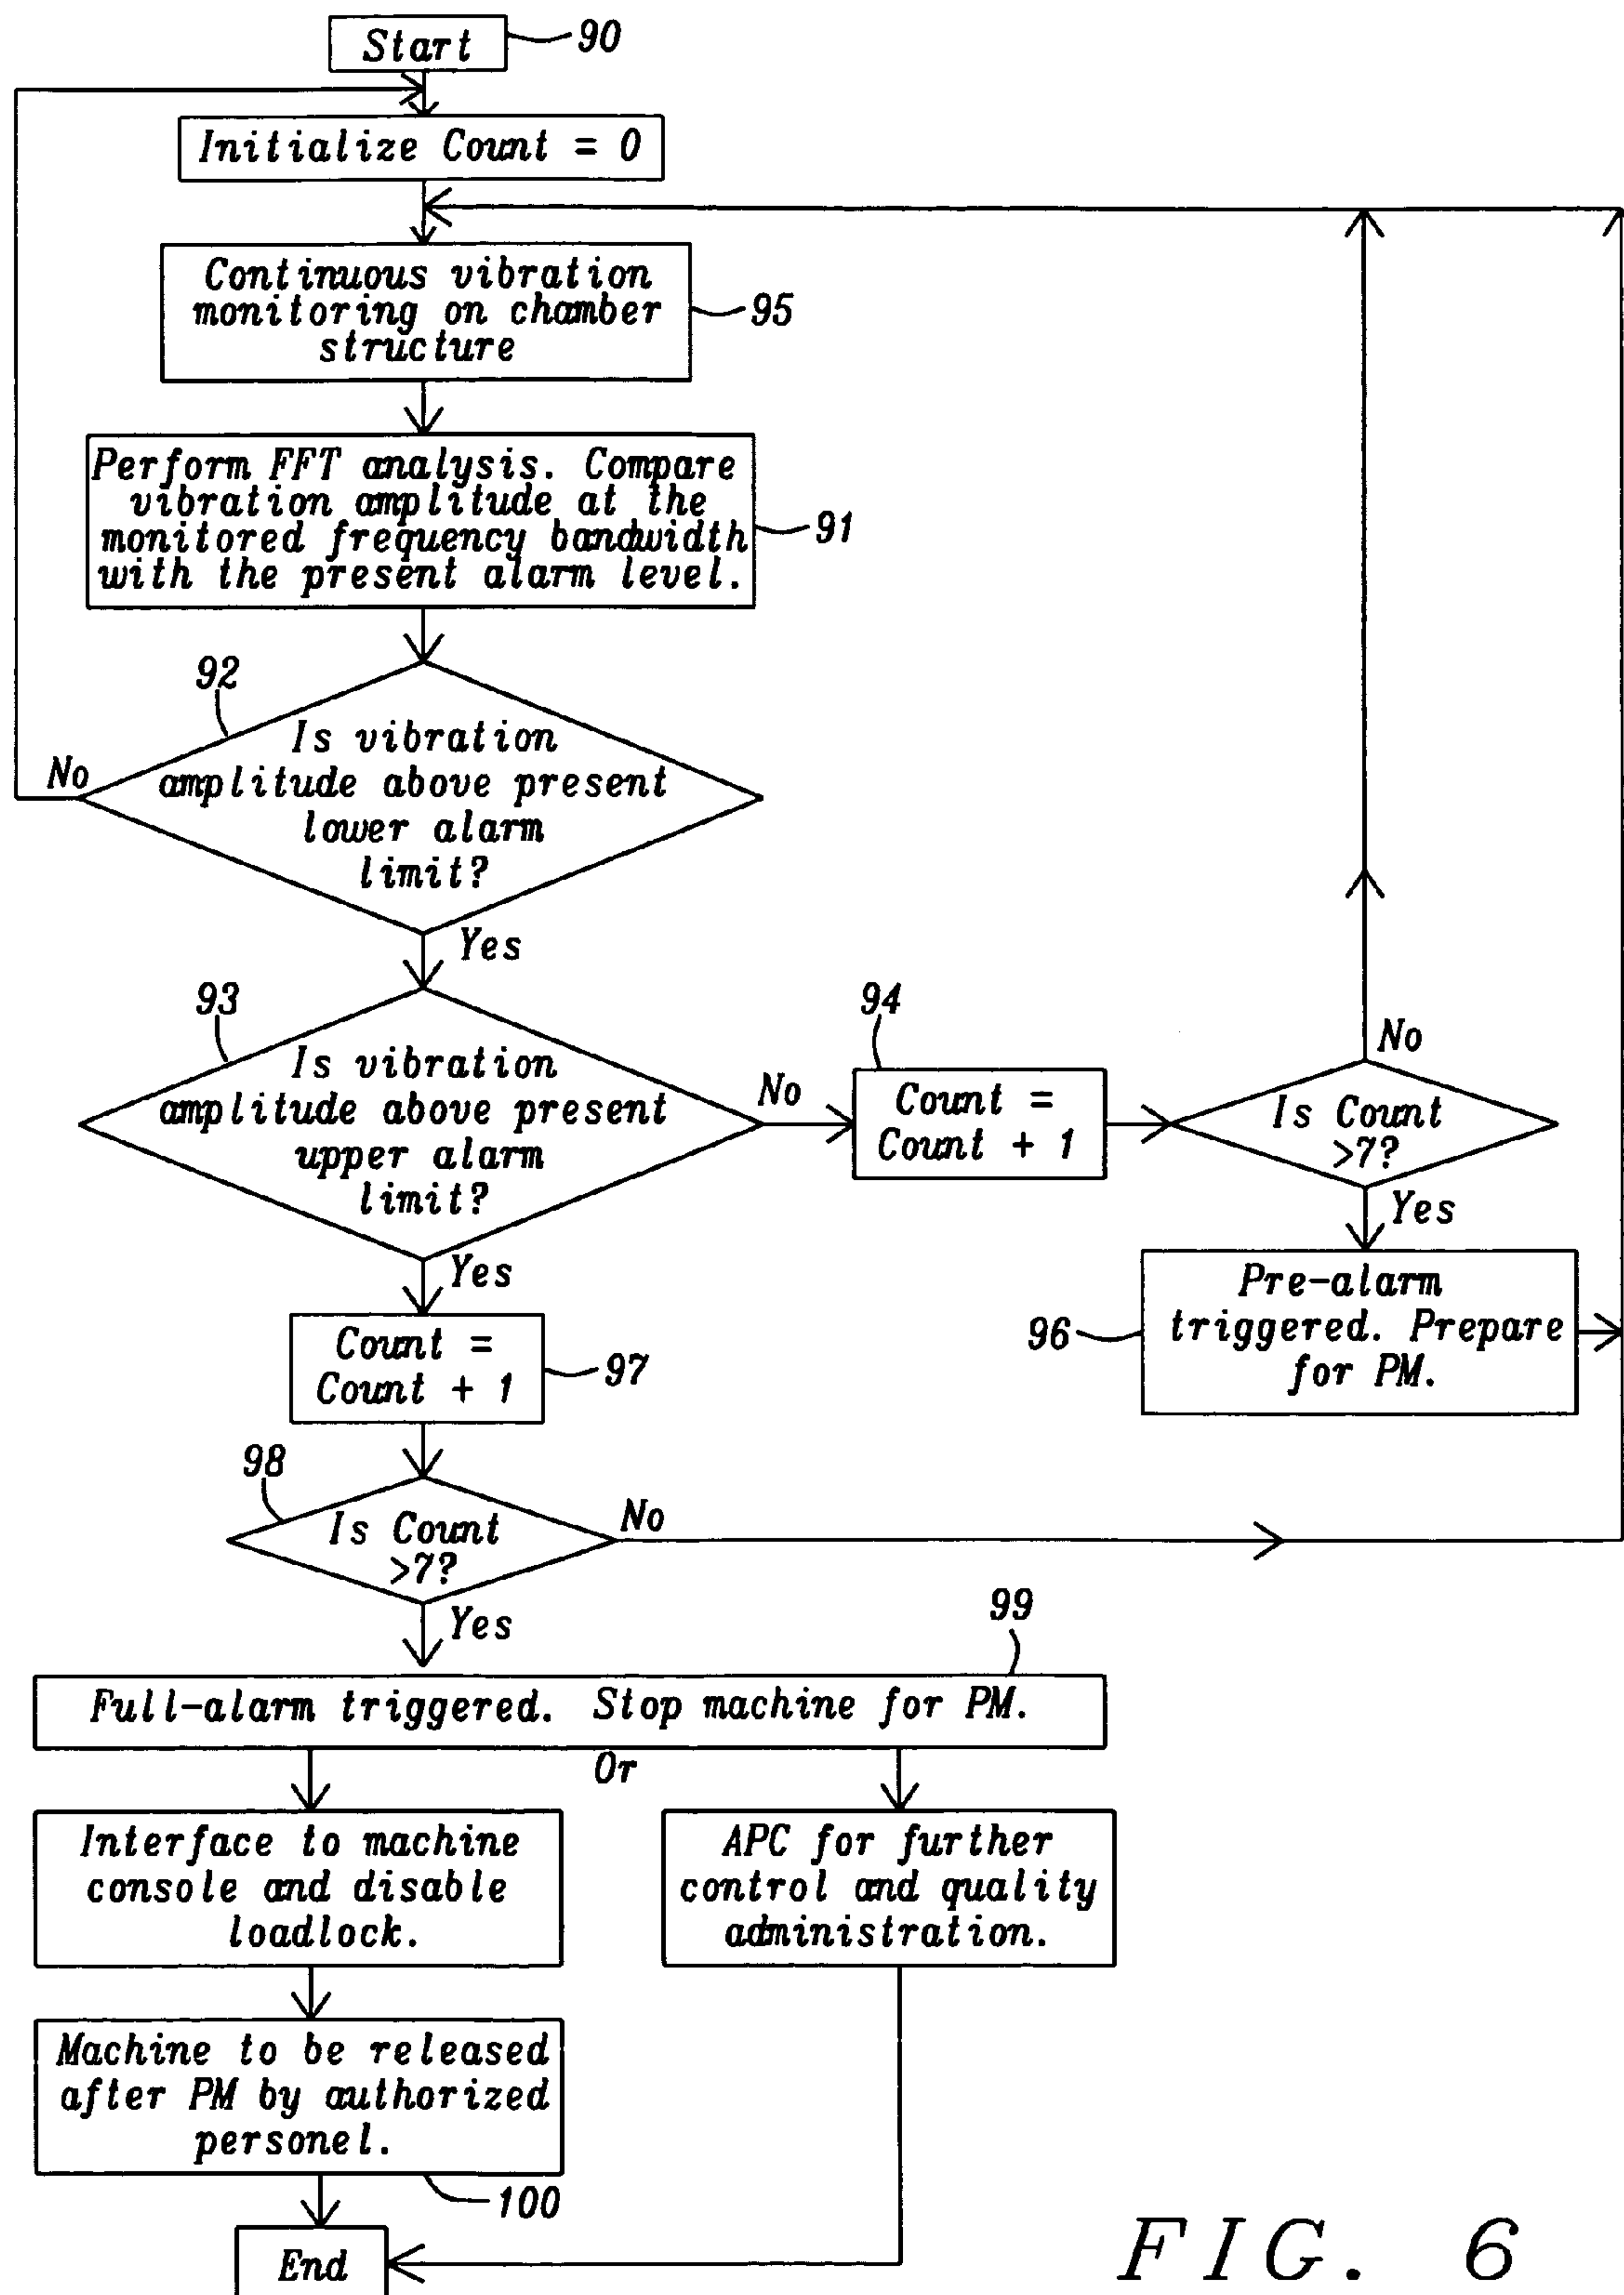 Start
90
Initialize Count = 0
Continuous vibration
monitoring on chamber
structure
95
Perform FFT analysis. Compare
vibration amplitude at the
monitored frequency bandwidth
with the present alarm level.
91
92
Is vibration
amplitude above present
lower alarm
limit?
No
Yes
93
Is vibration
amplitude above present
upper alarm
limit?
No
94
Count =
Count + 1
Is Count
>7?
No
Yes
Pre-alarm
triggered. Prepare
for PM.
96
Yes
Count =
Count + 1
97
98
Is Count
>7?
No
Yes
99
Full-alarm triggered. Stop machine for PM.
Or
Interface to machine
console and disable
loadlock.
APC for further
control and quality
administration.
Machine to be released
after PM by authorized
personel.
100
End
FIG. 6